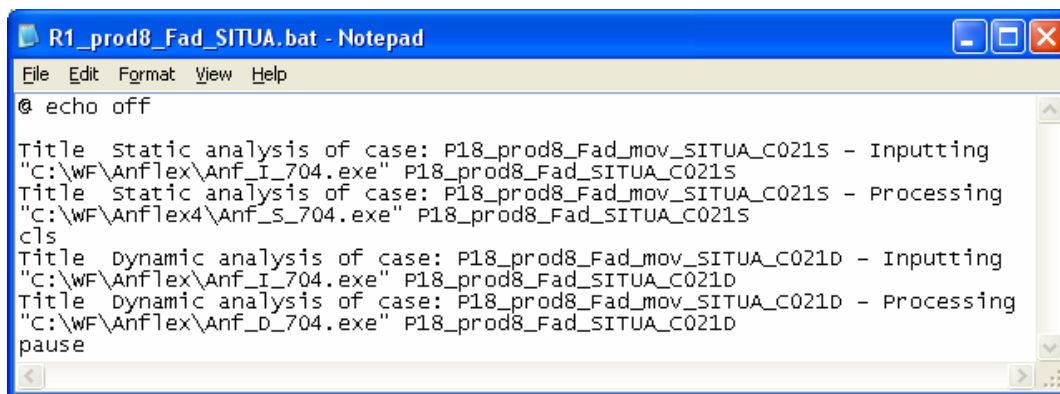 R1_prod8_Fad_SITUA.bat - Notepad
File Edit Format View Help
@ echo off
Title Static analysis of case: P18_prod8_Fad_mov_SITUA_C021S - Inputting
"C:\WF\Anflex\Anf_I_704.exe" P18_prod8_Fad_SITUA_C021S
Title Static analysis of case: P18_prod8_Fad_mov_SITUA_C021S - Processing
"C:\WF\Anflex4\Anf_S_704.exe" P18_prod8_Fad_SITUA_C021S
cls
Title Dynamic analysis of case: P18_prod8_Fad_mov_SITUA_C021D - Inputting
"C:\WF\Anflex\Anf_I_704.exe" P18_prod8_Fad_SITUA_C021D
Title Dynamic analysis of case: P18_prod8_Fad_mov_SITUA_C021D - Processing
"C:\WF\Anflex\Anf_D_704.exe" P18_prod8_Fad_SITUA_C021D
pause